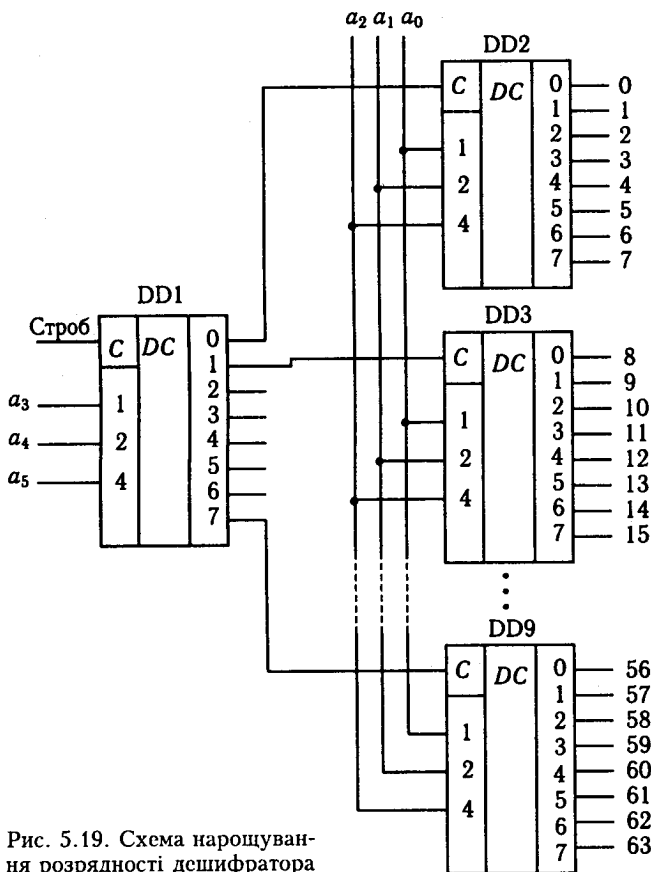 a₂ a₁ a₀
DD2
C DC 0 0
1 1
1 2 2
2 3 3
4 4
4 5 5
6 6
7 7
DD1
Строб
C DC 0
1
a₃ 1 2
3
a₄ 2 4
a₅ 4 5
6
7
DD3
C DC 0 8
1 9
1 2 10
3 11
2 4 12
4 5 13
6 14
7 15
DD9
C DC 0 56
1 57
1 2 58
3 59
2 4 60
4 5 61
6 62
7 63
Рис. 5.19. Схема нарощуван-
ня розрядності дешифратора